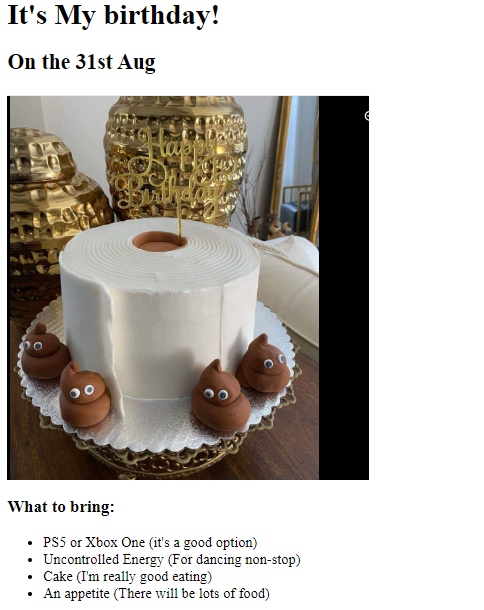 It's My birthday!
On the 31st Aug
Happy
Birthday
What to bring:
PS5 or Xbox One (it's a good option)
Uncontrolled Energy (For dancing non-stop)
Cake (I'm really good eating)
An appetite (There will be lots of food)